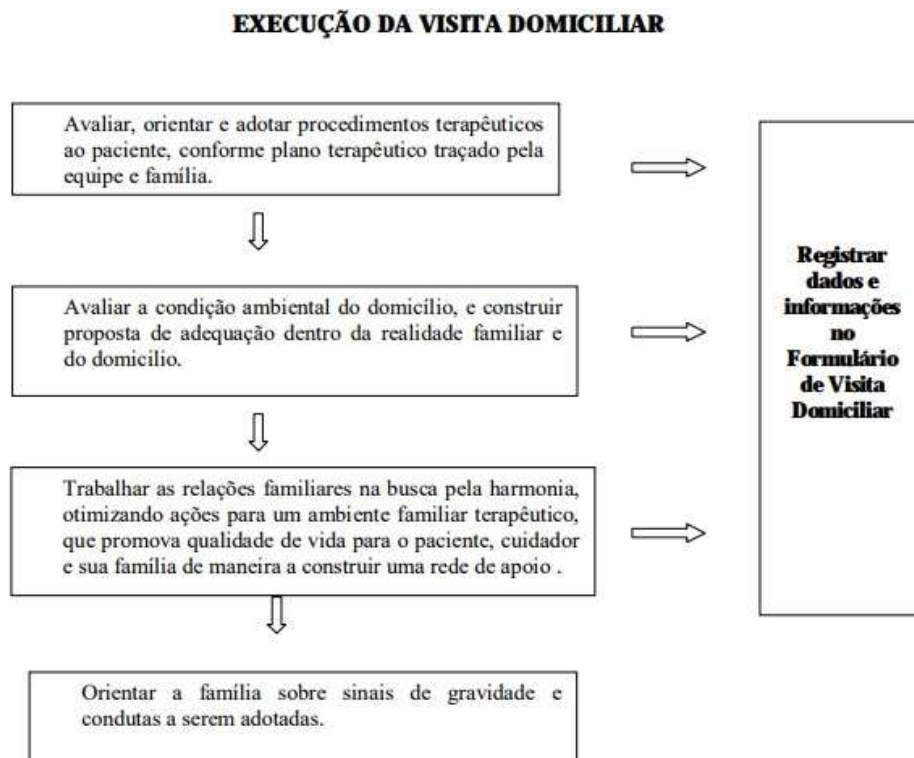 EXECUÇÃO DA VISITA DOMICILIAR
Avaliar, orientar e adotar procedimentos terapêuticos
ao paciente, conforme plano terapêutico traçado pela
equipe e família.
Avaliar a condição ambiental do domicílio, e construir
proposta de adequação dentro da realidade familiar e
do domicilio.
Trabalhar as relações familiares na busca pela harmonia,
otimizando ações para um ambiente familiar terapêutico,
que promova qualidade de vida para o paciente, cuidador
e sua família de maneira a construir uma rede de apoio .
Orientar a família sobre sinais de gravidade e
condutas a serem adotadas.
Registrar
dados e
informações
no
Formulário
de Visita
Domiciliar